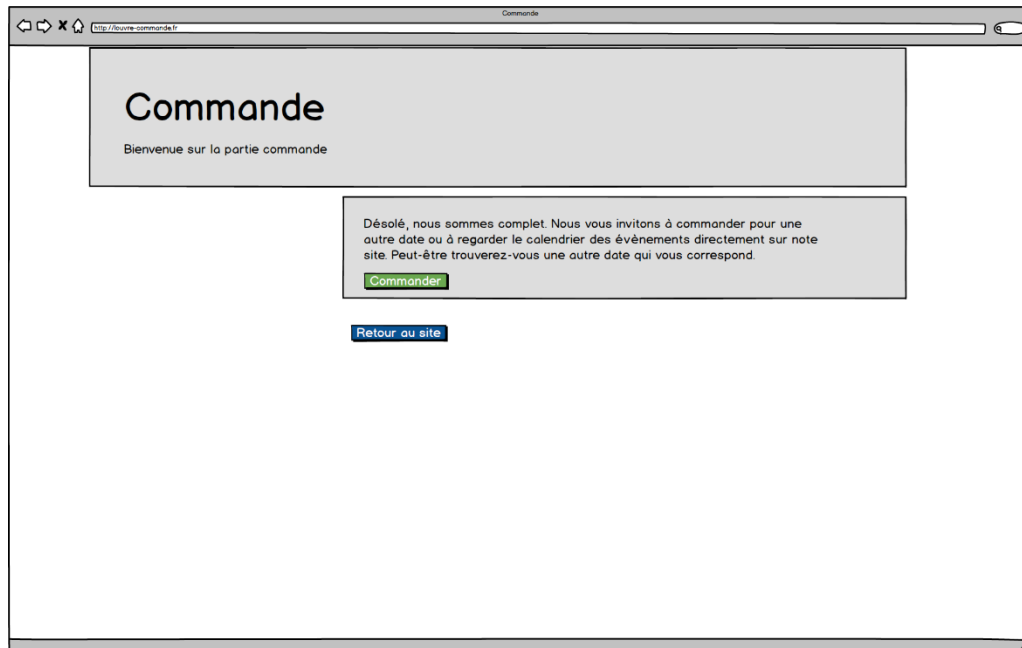 Commande
http://louvre-commande.fr
Commande
Bienvenue sur la partie commande
Désolé, nous sommes complet. Nous vous invitons à commander pour une
autre date ou à regarder le calendrier des évènements directement sur note
site. Peut-être trouverez-vous une autre date qui vous correspond.
Commander
Retour au site